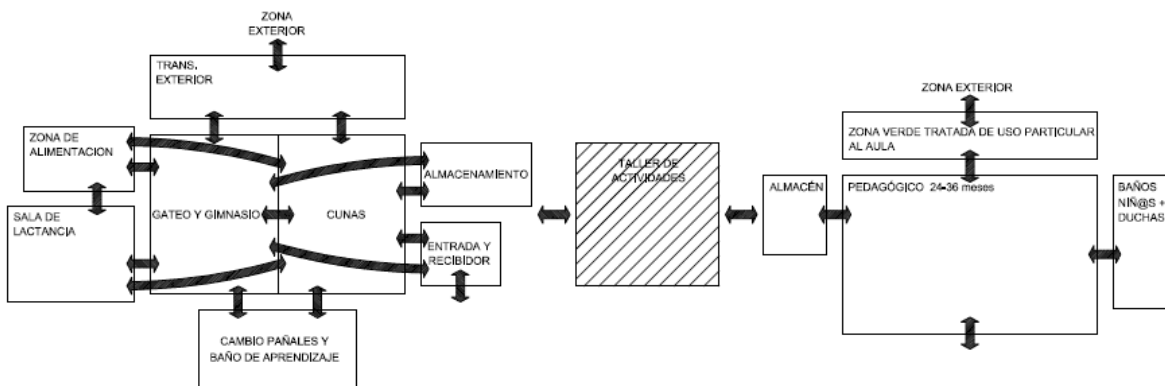 ZONA
EXTERIOR
TRANS.
EXTERIOR
ZONA DE
ALIMENTACION
SALA DE
LACTANCIA
GATEO Y GIMNASIO
CUNAS
ALMACENAMIENTO
ENTRADA Y
RECIBIDOR
CAMBIO PAÑALES Y
BAÑO DE APRENDIZAJE
TALLER DE
ACTIVIDADES
ALMACÉN
ZONA EXTERIOR
ZONA VERDE TRATADA DE USO PARTICULAR
AL AULA
PEDAGÓGICO 24-36 meses
BAÑOS
NIÑ@S +
DUCHAS